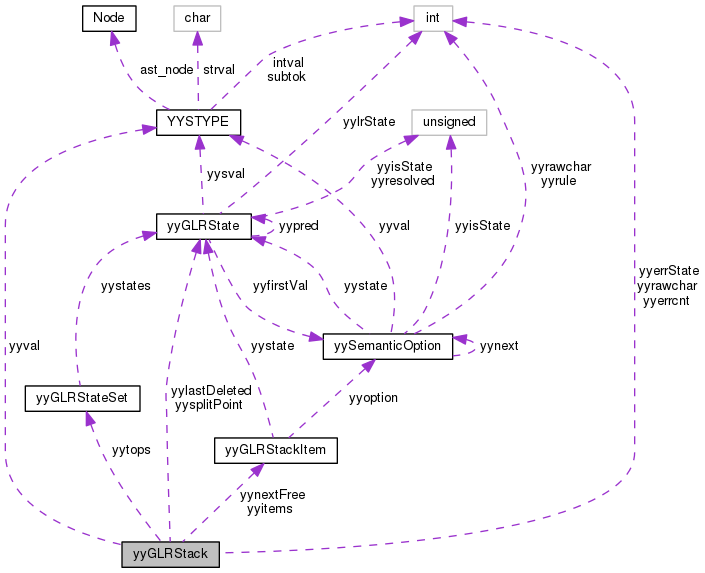 Node
char
int
ast_node
strval
intval
subtok
YYSTYPE
yylrState
unsigned
yysval
yyisState
yyresolved
yyrawchar
yyrule
yyGLRState
yypred
yyval
yyisState
yyerrState
yyrawchar
yyerrcnt
yystates
yyfirstVal
yystate
yystate
yyval
yySemanticOption
yynext
yyGLRStateSet
yylastDeleted
yysplitPoint
yyoption
yytops
yyGLRStackItem
yynextFree
yyitems
yyGLRStack